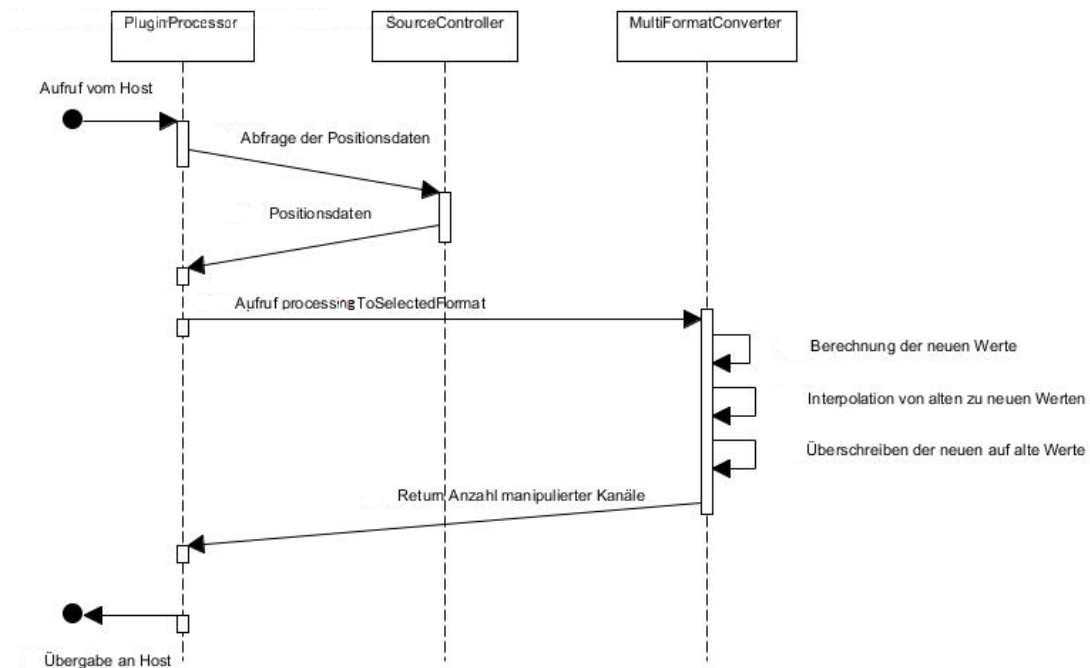 PluginProcessor
SourceController
MultiFormatConverter
Aufruf vom Host
Abfrage der Positionsdaten
Positionsdaten
Aufruf processingToSelectedFormat
Berechnung der neuen Werte
Interpolation von alten zu neuen Werten
Überschreiben der neuen auf alte Werte
Return Anzahl manipulierter Kanäle
Übergabe an Host